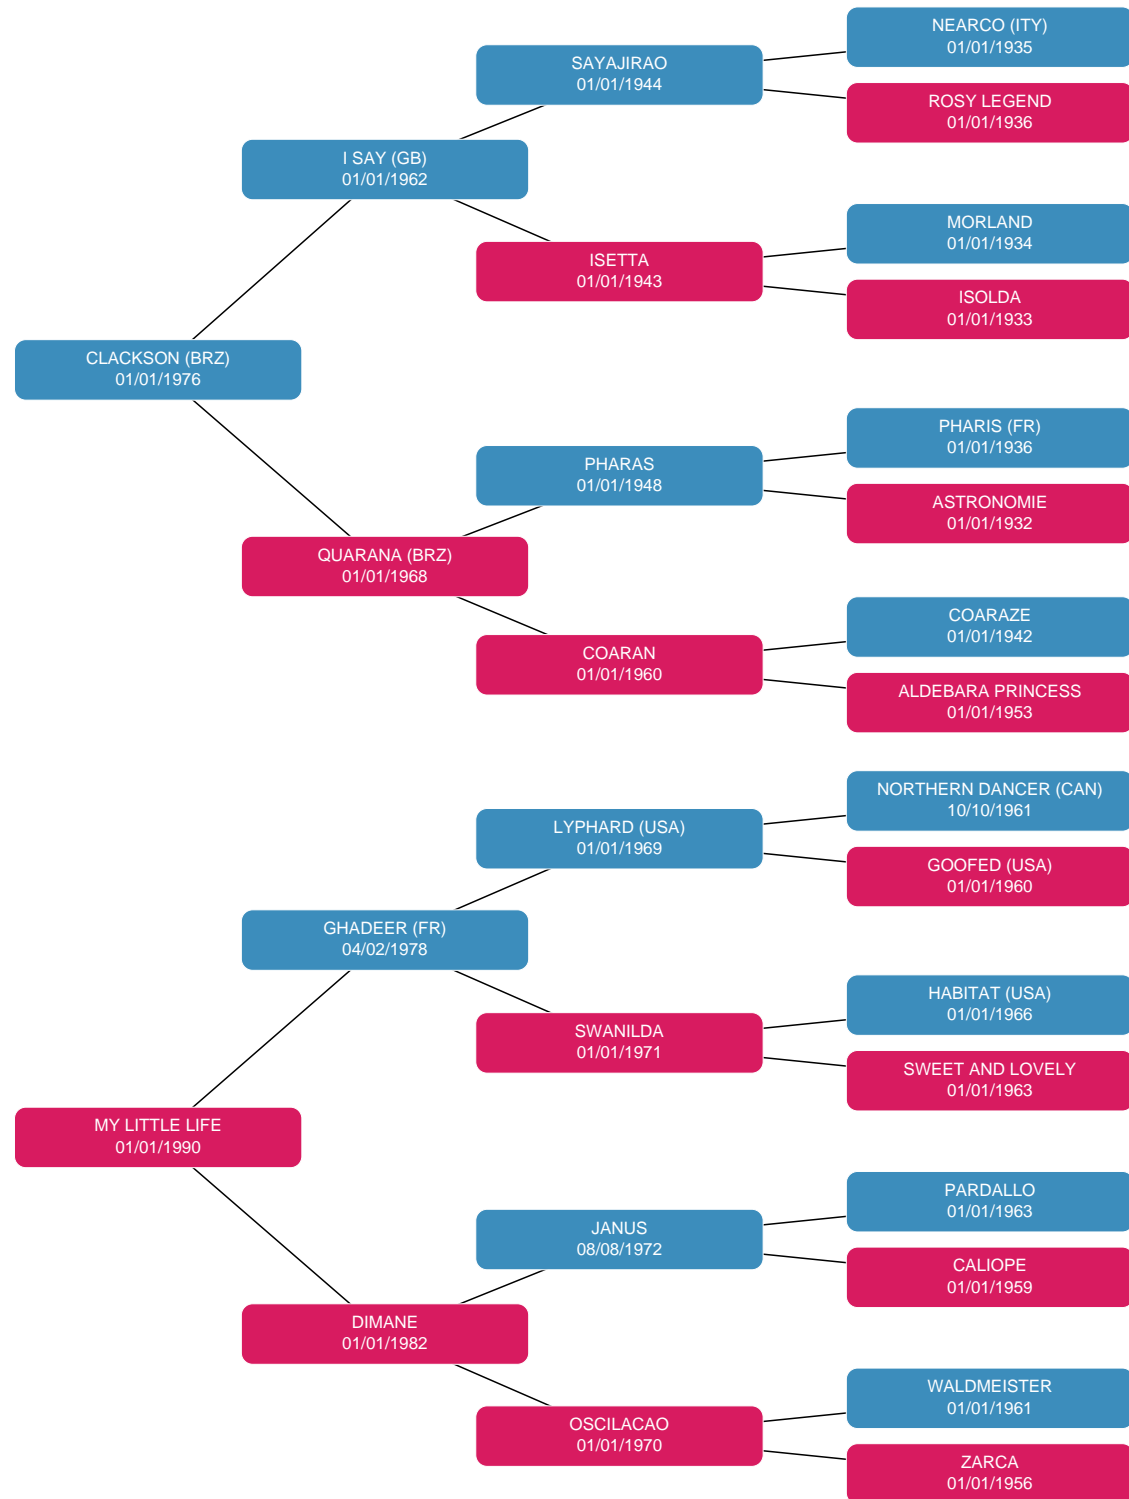 NEARCO (ITY)
01/01/1935
SAYAJIRAO
01/01/1944
ROSY LEGEND
01/01/1936
I SAY (GB)
01/01/1962
MORLAND
01/01/1934
ISETTA
01/01/1943
ISOLDA
01/01/1933
CLACKSON (BRZ)
01/01/1976
PHARIS (FR)
01/01/1936
PHARAS
01/01/1948
ASTRONOMIE
01/01/1932
QUARANA (BRZ)
01/01/1968
COARAZE
01/01/1942
COARAN
01/01/1960
ALDEBARA PRINCESS
01/01/1953
NORTHERN DANCER (CAN)
10/10/1961
LYPHARD (USA)
01/01/1969
GOOFED (USA)
01/01/1960
GHADEER (FR)
04/02/1978
HABITAT (USA)
01/01/1966
SWANILDA
01/01/1971
SWEET AND LOVELY
01/01/1963
MY LITTLE LIFE
01/01/1990
PARDALLO
01/01/1963
JANUS
08/08/1972
CALIOPE
01/01/1959
DIMANE
01/01/1982
WALDMEISTER
01/01/1961
OSCILACAO
01/01/1970
ZARCA
01/01/1956